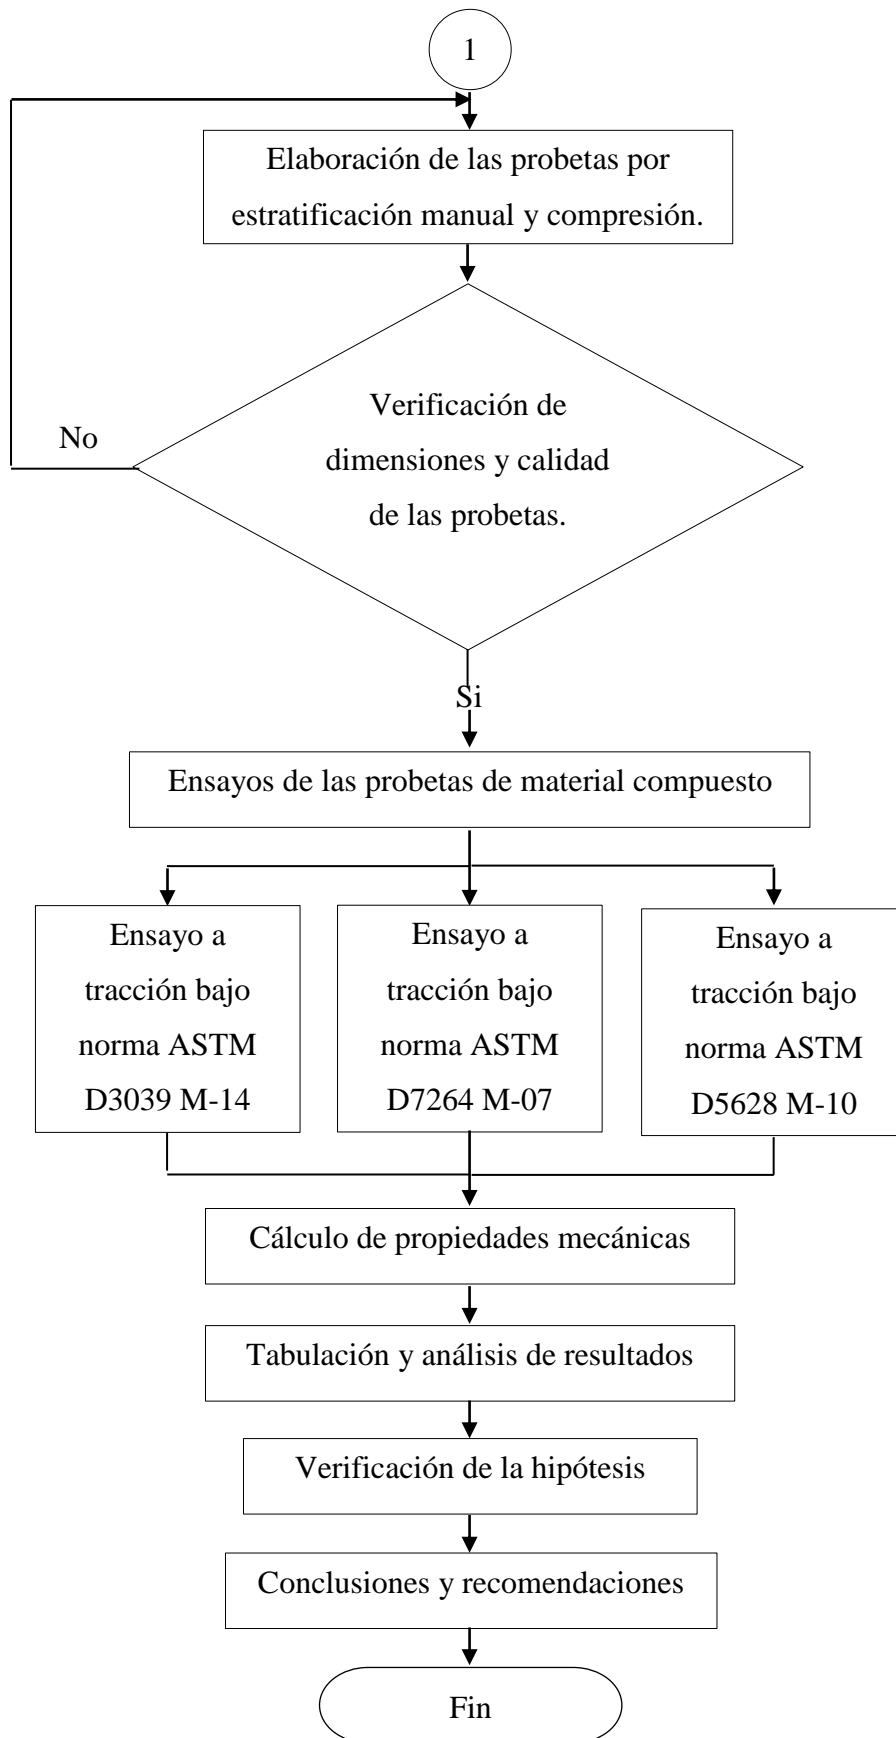 1
Elaboración de las probetas por
estratificación manual y compresión.
Verificación de
dimensiones y calidad
de las probetas.
No
Si
Ensayos de las probetas de material compuesto
Ensayo a
tracción bajo
norma ASTM
D3039 M-14
Ensayo a
tracción bajo
norma ASTM
D7264 M-07
Ensayo a
tracción bajo
norma ASTM
D5628 M-10
Cálculo de propiedades mecánicas
Tabulación y análisis de resultados
Verificación de la hipótesis
Conclusiones y recomendaciones
Fin